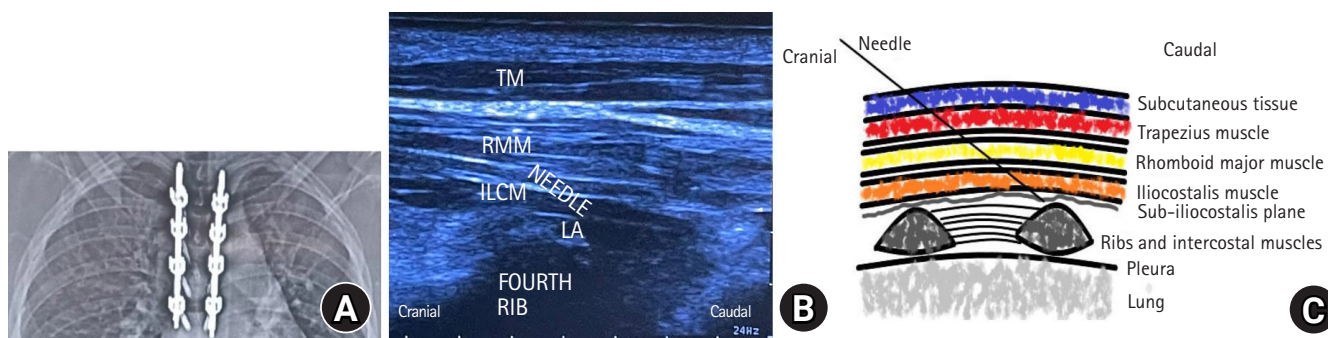 A
TM
RMM
NEEDLE
ILCM
LA
FOURTH
RIB
Cranial
Caudal
24Hz
B
Needle
Cranial
Caudal
Subcutaneous tissue
Trapezius muscle
Rhomboid major muscle
Iliocostalis muscle
Sub-iliocostalis plane
Ribs and intercostal muscles
Pleura
Lung
C